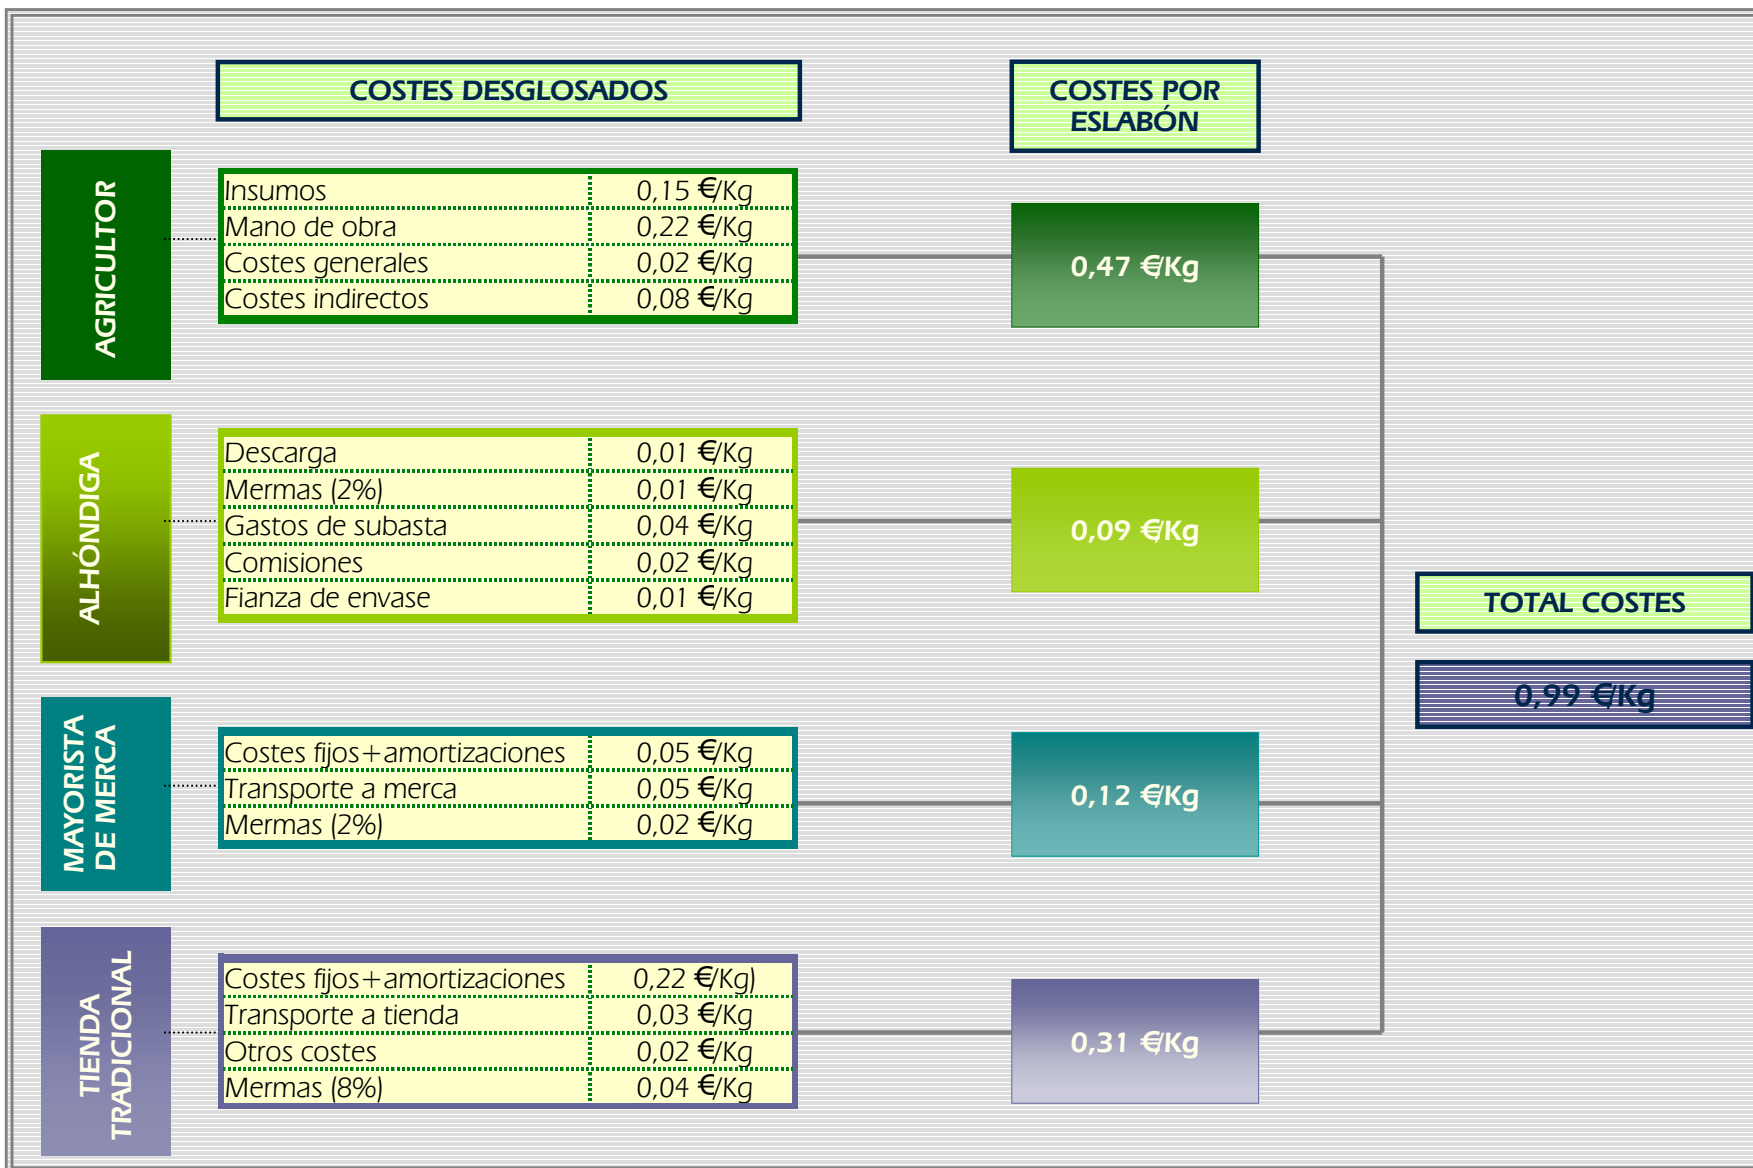 COSTES DESGLOSADOS
COSTES POR
ESLABÓN
AGRICULTOR
Insumos 0,15 €/Kg
Mano de obra 0,22 €/Kg
Costes generales 0,02 €/Kg
Costes indirectos 0,08 €/Kg
0,47 €/Kg
ALHÓNDIGA
Descarga 0,01 €/Kg
Mermas (2%) 0,01 €/Kg
Gastos de subasta 0,04 €/Kg
Comisiones 0,02 €/Kg
Fianza de envase 0,01 €/Kg
0,09 €/Kg
TOTAL COSTES
0,99 €/Kg
MAYORISTA
DE MERCA
Costes fijos+amortizaciones 0,05 €/Kg
Transporte a merca 0,05 €/Kg
Mermas (2%) 0,02 €/Kg
0,12 €/Kg
TIENDA
TRADICIONAL
Costes fijos+amortizaciones 0,22 €/Kg)
Transporte a tienda 0,03 €/Kg
Otros costes 0,02 €/Kg
Mermas (8%) 0,04 €/Kg
0,31 €/Kg